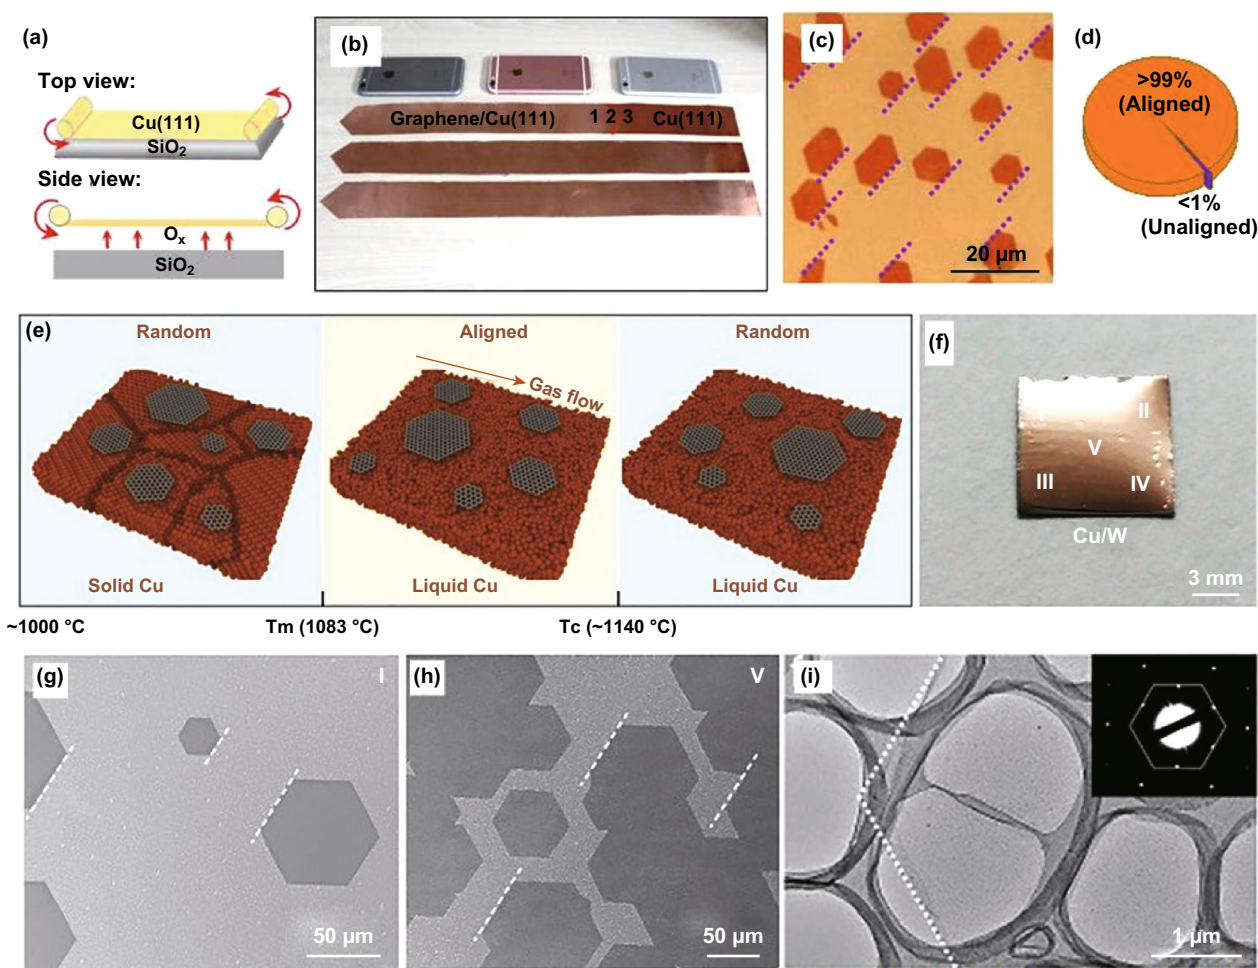 (a)
Top view:
Cu(111)
SiO₂
Side view:
Oₓ
SiO₂
(b)
Graphene/Cu(111) 1 2 3 Cu(111)
(c)
20 µm
(d)
>99%
(Aligned)
<1%
(Unaligned)
(e)
Random
Aligned
Random
Gas flow
Solid Cu
Liquid Cu
Liquid Cu
~1000 °C
Tm (1083 °C)
Tc (~1140 °C)
(f)
I
II
V
III
IV
Cu/W
3 mm
(g)
I
50 µm
(h)
V
50 µm
(i)
1 µm